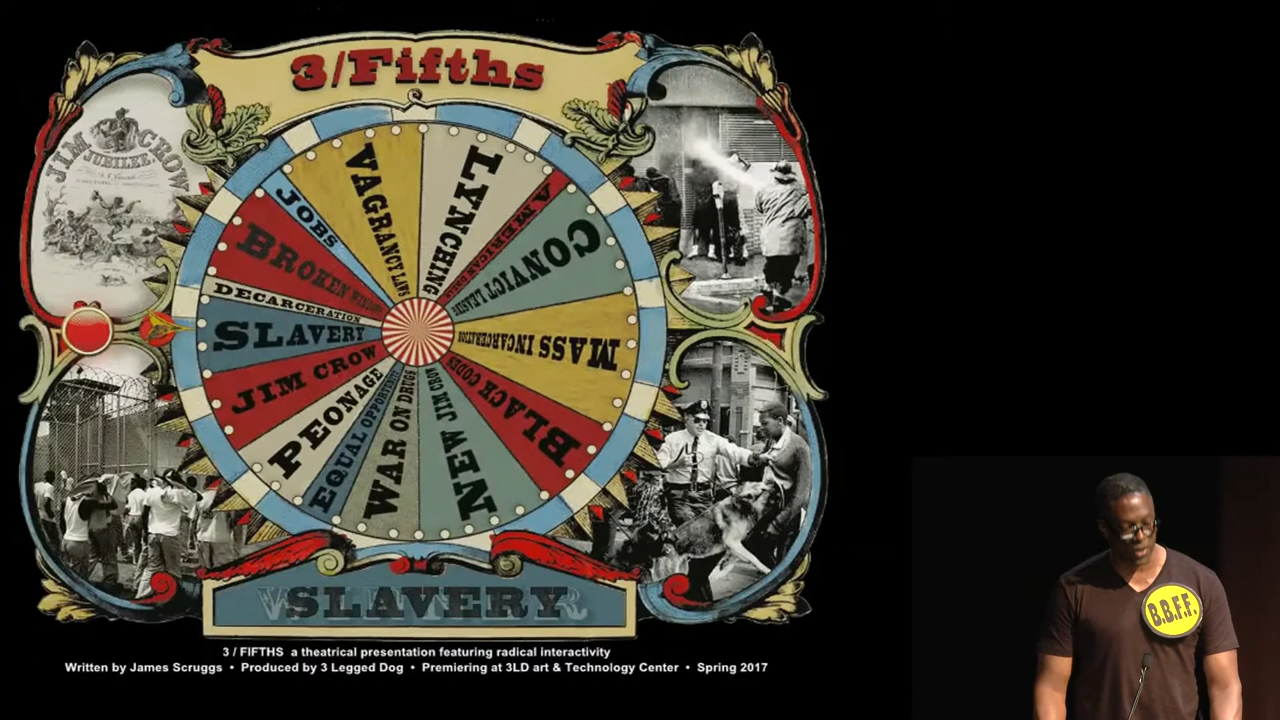 3/Fifths
JIM CROW
JUBILEE.
VAGRANCY LAWS
LYNCHING
AMERICAN
CONVICT LEASING
MASS INCARCERATION
BLACK CODES
NEW JIM CROW
WAR ON DRUGS
EQUAL OPPORTUNITY
PEONAGE
JIM CROW
SLAVERY
DECARCERATION
BROKEN WINDOWS
JOBS
SLAVERY
B.B.F.F.
3 / FIFTHS a theatrical presentation featuring radical interactivity
Written by James Scruggs • Produced by 3 Legged Dog • Premiering at 3LD art & Technology Center • Spring 2017